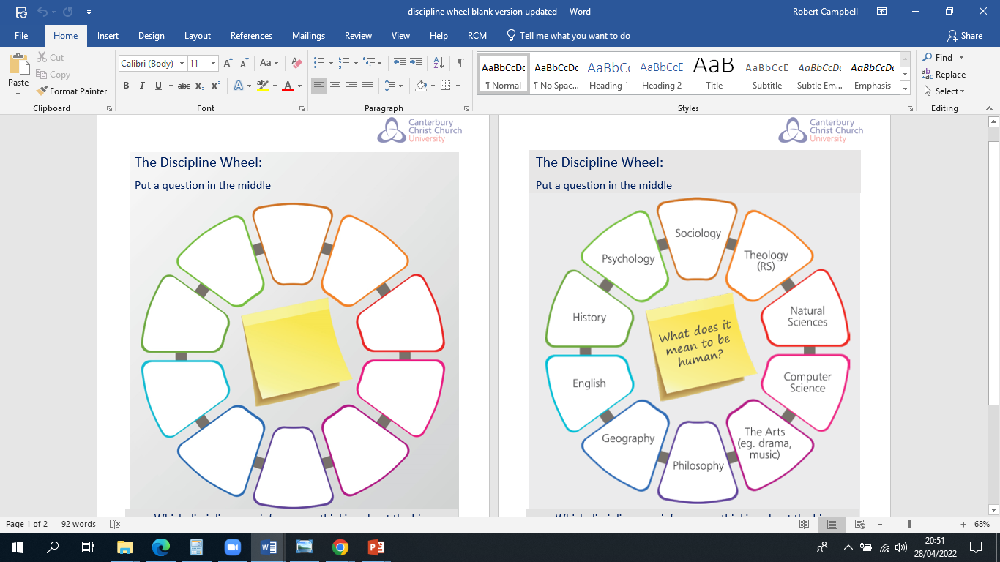 discipline wheel blank version updated - Word
Robert Campbell
File Home Insert Design Layout References Mailings Review View Help RCM Tell me what you want to do Share
Paste
Cut
Copy
Format Painter
Clipboard
Calibri (Body) 11
Font
Paragraph
AaBbCcDc AaBbCcDc AaBbCc AaBbCcD AaB AaBbCcD AaBbCcDc AaBbCcDc
¶ Normal ¶ No Spac... Heading 1 Heading 2 Title Subtitle Subtle Em... Emphasis
Styles
Find
Replace
Select
Editing
Canterbury
Christ Church
University
The Discipline Wheel:
Put a question in the middle
Canterbury
Christ Church
University
The Discipline Wheel:
Put a question in the middle
Sociology
Theology
(RS)
Natural
Sciences
Computer
Science
The Arts
(eg. drama,
music)
Philosophy
Geography
English
History
Psychology
What does it
mean to be
human?
Page 1 of 2 92 words
68%
20:51
28/04/2022